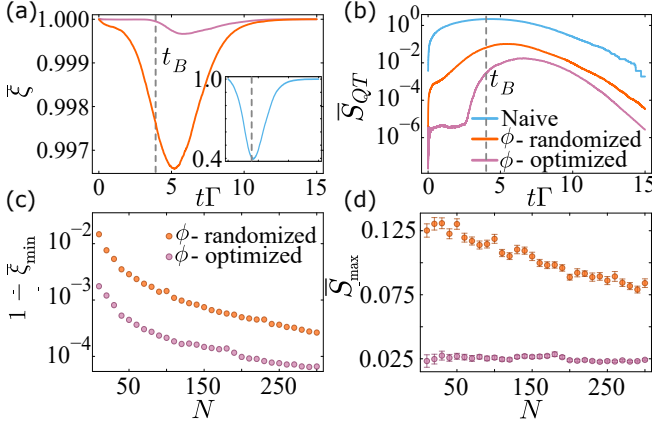 (a)
1.000
0.999
0.998
0.997
ξ̅
t_B
1.0
0.4
0 5 10 15
tΓ
(b)
10^0
10^-2
10^-4
10^-6
S̅_QT
t_B
Naive
ϕ- randomized
ϕ- optimized
0 5 10 15
tΓ
(c)
10^-2
10^-3
10^-4
1 - ξ̅_min
ϕ- randomized
ϕ- optimized
50 150 250
N
(d)
0.125
0.075
0.025
S̅_max
50 150 250
N